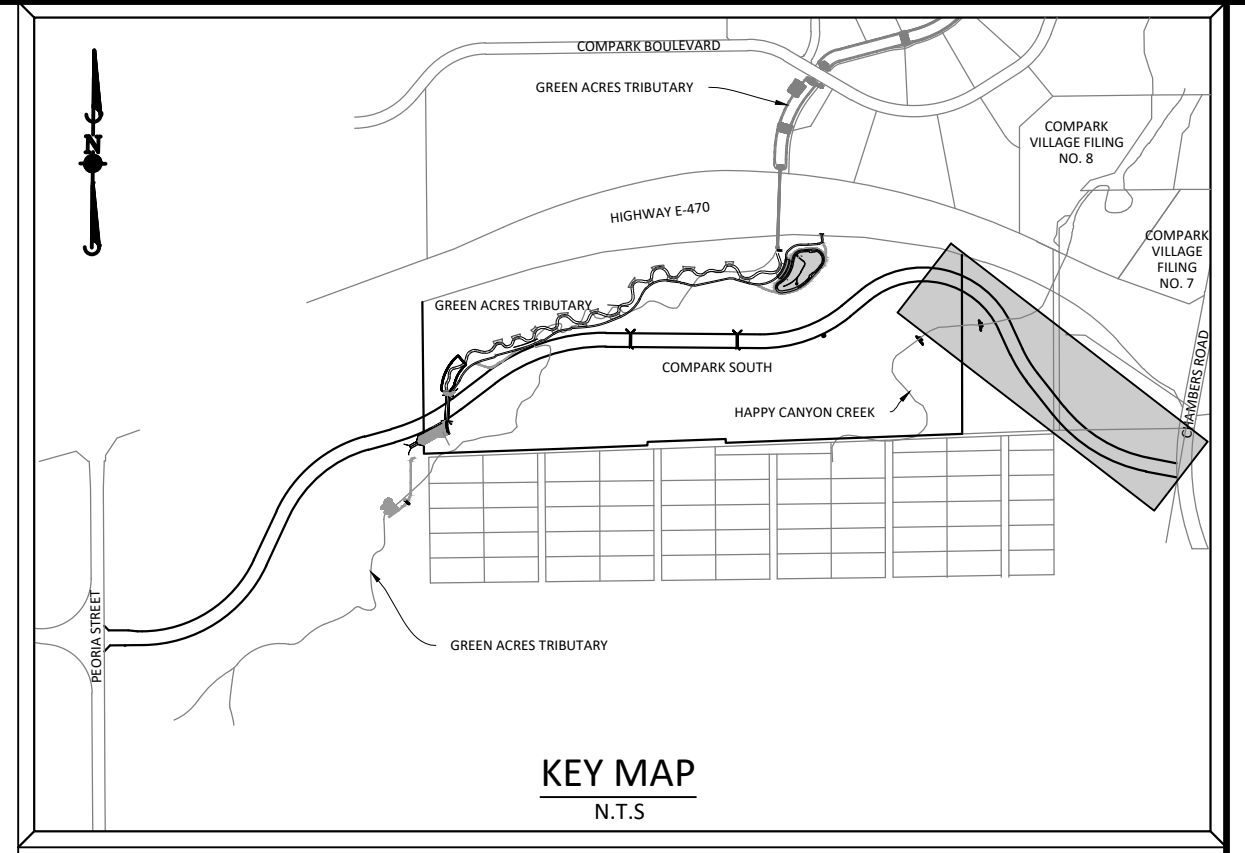 COMPARK BOULEVARD
GREEN ACRES TRIBUTARY
N
COMPARK
VILLAGE FILING
NO. 8
HIGHWAY E-470
COMPARK
VILLAGE
FILING
NO. 7
GREEN ACRES TRIBUTARY
COMPARK SOUTH
CHAMBERS ROAD
HAPPY CANYON CREEK
PEORIA STREET
GREEN ACRES TRIBUTARY
KEY MAP
N.T.S